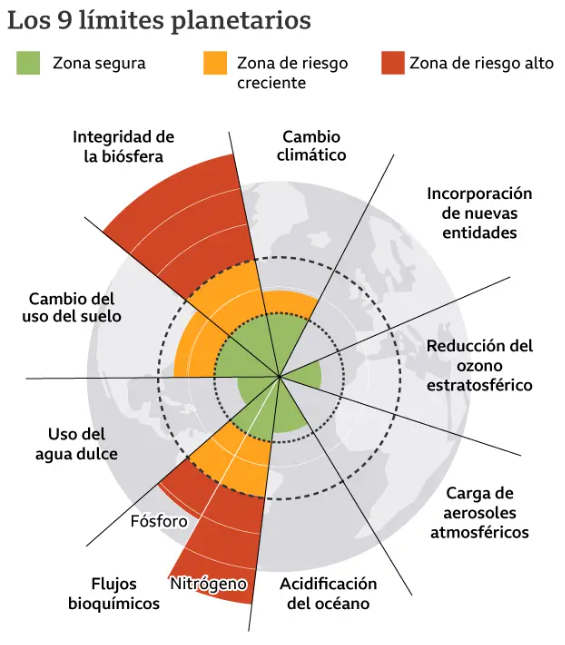 Los 9 límites planetarios
Zona segura
Zona de riesgo
creciente
Zona de riesgo alto
Integridad de
la biósfera
Cambio
climático
Incorporación
de nuevas
entidades
Cambio del
uso del suelo
Reducción del
ozono
estratosférico
Uso del
agua dulce
Carga de
aerosoles
atmosféricos
Fósforo
Nitrógeno
Flujos
bioquímicos
Acidificación
del océano